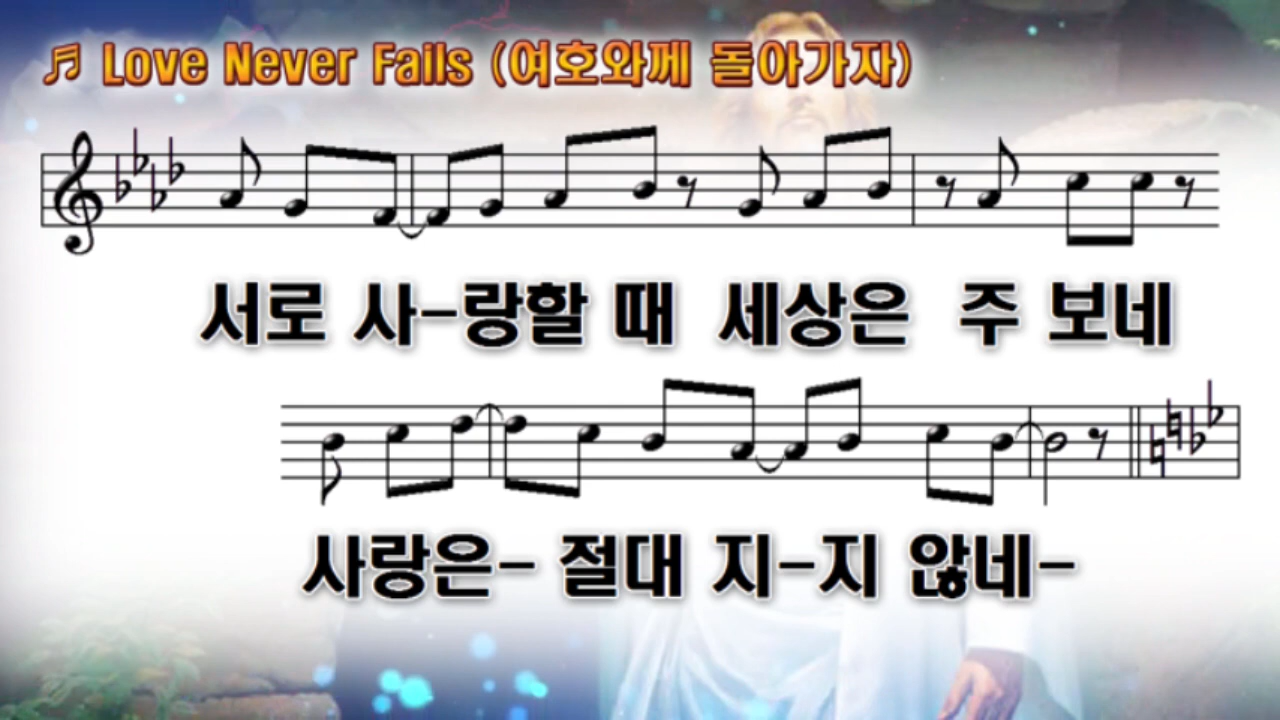 ♬ Love Never Fails (여호와께 돌아가자)
서로 사-랑할 때 세상은 주 보네
사랑은- 절대 지-지 않네-